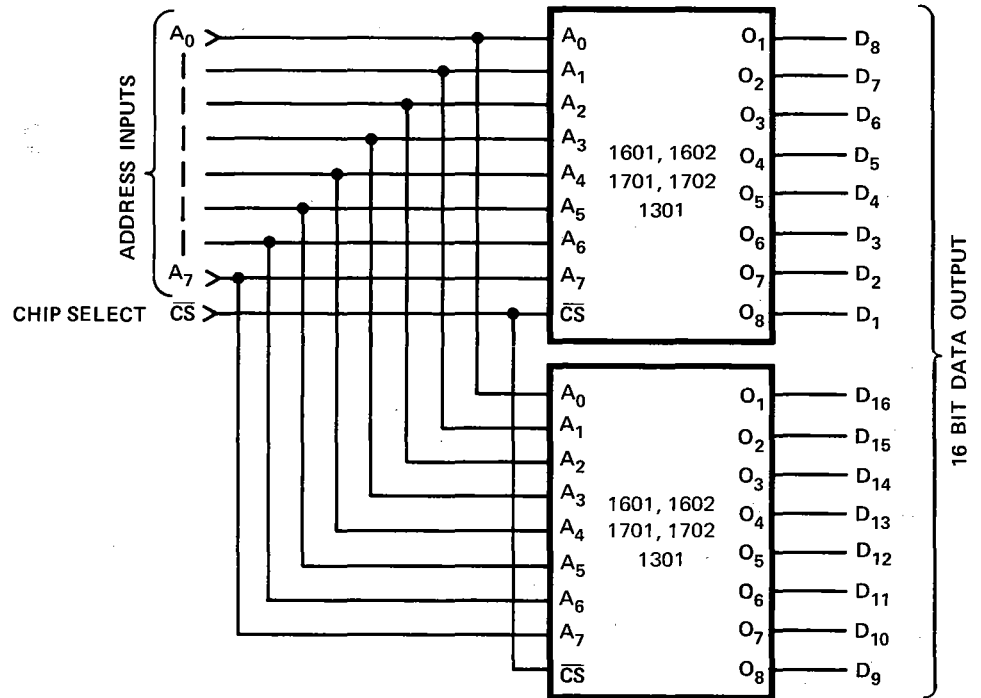 ADDRESS INPUTS
A0
A7
CHIP SELECT C̅S̅
A0 O1 D8
A1 O2 D7
A2 O3 D6
A3 O4 D5
A4 O5 D4
A5 O6 D3
A6 O7 D2
A7 O8 D1
C̅S̅
1601, 1602
1701, 1702
1301
A0 O1 D16
A1 O2 D15
A2 O3 D14
A3 O4 D13
A4 O5 D12
A5 O6 D11
A6 O7 D10
A7 O8 D9
C̅S̅
1601, 1602
1701, 1702
1301
16 BIT DATA OUTPUT